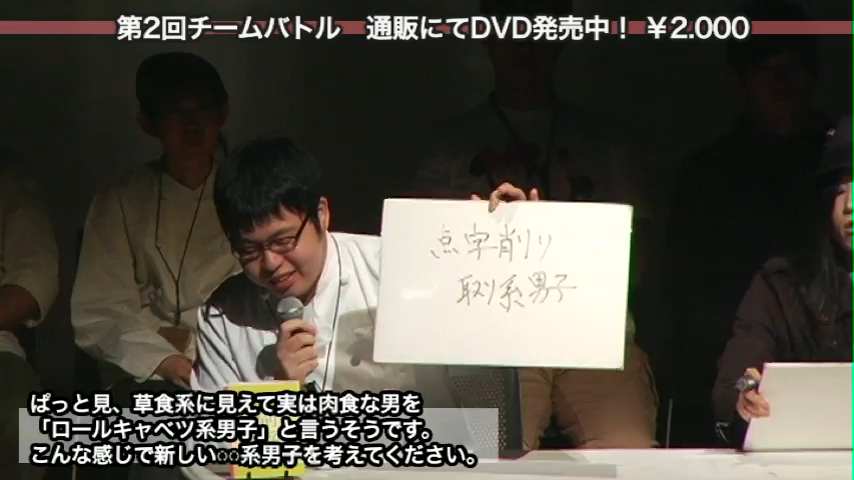 第2回チームバトル　通販にてDVD発売中！ ￥2.000
点字削り
取り系男子
ぱっと見、草食系に見えて実は肉食な男を
「ロールキャベツ系男子」と言うそうです。
こんな感じで新しい○○系男子を考えてください。